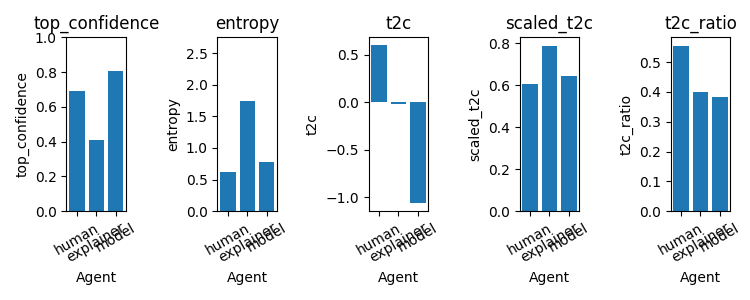 top_confidence entropy t2c scaled_t2c t2c_ratio
top_confidence
1.0
0.8
0.6
0.4
0.2
0.0
human explainer model
Agent
entropy
2.5
2.0
1.5
1.0
0.5
0.0
human explainer model
Agent
t2c
0.5
0.0
−0.5
−1.0
human explainer model
Agent
scaled_t2c
0.8
0.6
0.4
0.2
0.0
human explainer model
Agent
t2c_ratio
0.5
0.4
0.3
0.2
0.1
0.0
human explainer model
Agent